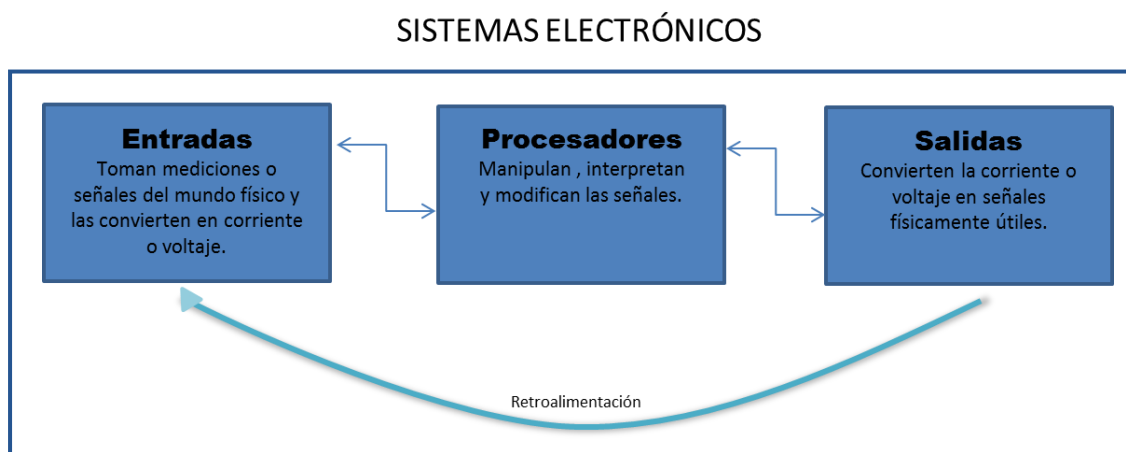 SISTEMAS ELECTRÓNICOS
Entradas
Toman mediciones o
señales del mundo físico y
las convierten en corriente
o voltaje.
Procesadores
Manipulan , interpretan
y modifican las señales.
Salidas
Convierten la corriente o
voltaje en señales
físicamente útiles.
Retroalimentación